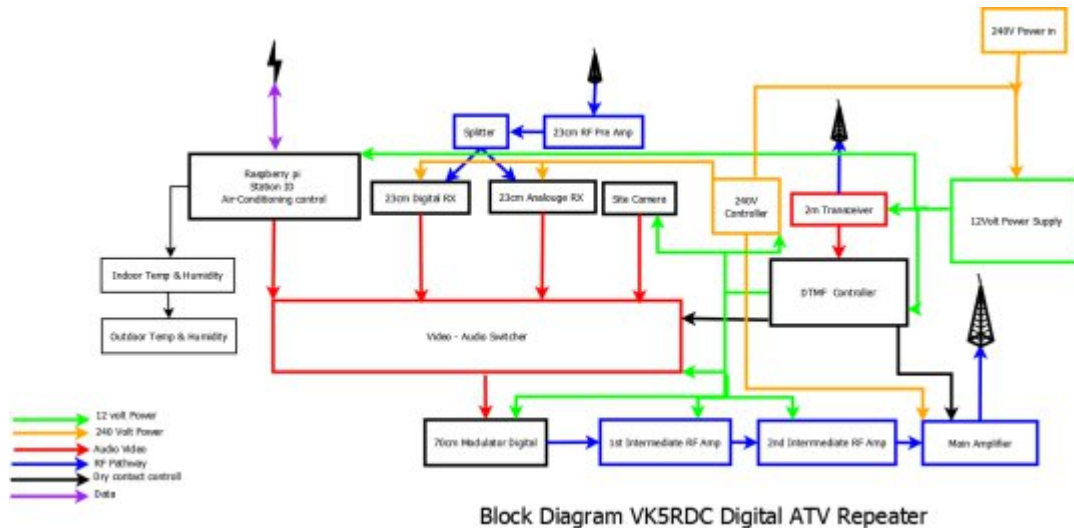 240V Power in
Splitter
23cm RF Pre Amp
Raspberry pi
Station ID
Air-Conditioning control
23cm Digital RX
23cm Analouge RX
Site Camera
240V
Controller
2m Transceiver
12Volt Power Supply
Indoor Temp & Humidity
DTMF Controller
Outdoor Temp & Humidity
Video - Audio Switcher
12 volt Power
240 Volt Power
Audio Video
RF Pathway
Dry contact controll
Data
70cm Modulator Digital
1st Intermediate RF Amp
2nd Intermmediate RF Amp
Main Amplifier
Block Diagram VK5RDC Digital ATV Repeater